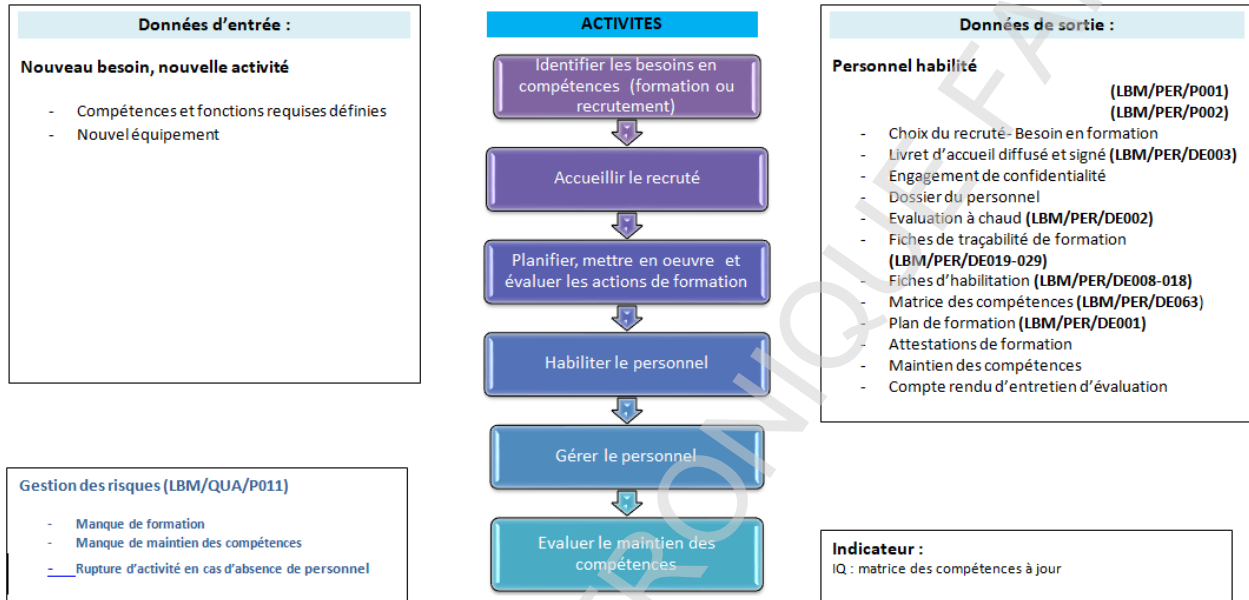 Données d'entrée :
Nouveau besoin, nouvelle activité
- Compétences et fonctions requises définies
- Nouvel équipement
Gestion des risques (LBM/QUA/P011)
- Manque de formation
- Manque de maintien des compétences
- Rupture d'activité en cas d'absence de personnel
ACTIVITES
Identifier les besoins en
compétences (formation ou
recrutement)
Accueillir le recruté
Planifier, mettre en oeuvre et
évaluer les actions de formation
Habiliter le personnel
Gérer le personnel
Evaluer le maintien des
compétences
Données de sortie :
Personnel habilité
(LBM/PER/P001)
(LBM/PER/P002)
- Choix du recruté- Besoin en formation
- Livret d'accueil diffusé et signé (LBM/PER/DE003)
- Engagement de confidentialité
- Dossier du personnel
- Evaluation à chaud (LBM/PER/DE002)
- Fiches de traçabilité de formation
(LBM/PER/DE019-029)
- Fiches d'habilitation (LBM/PER/DE008-018)
- Matrice des compétences (LBM/PER/DE063)
- Plan de formation (LBM/PER/DE001)
- Attestations de formation
- Maintien des compétences
- Compte rendu d'entretien d'évaluation
Indicateur :
IQ : matrice des compétences à jour
RONIQUE FA